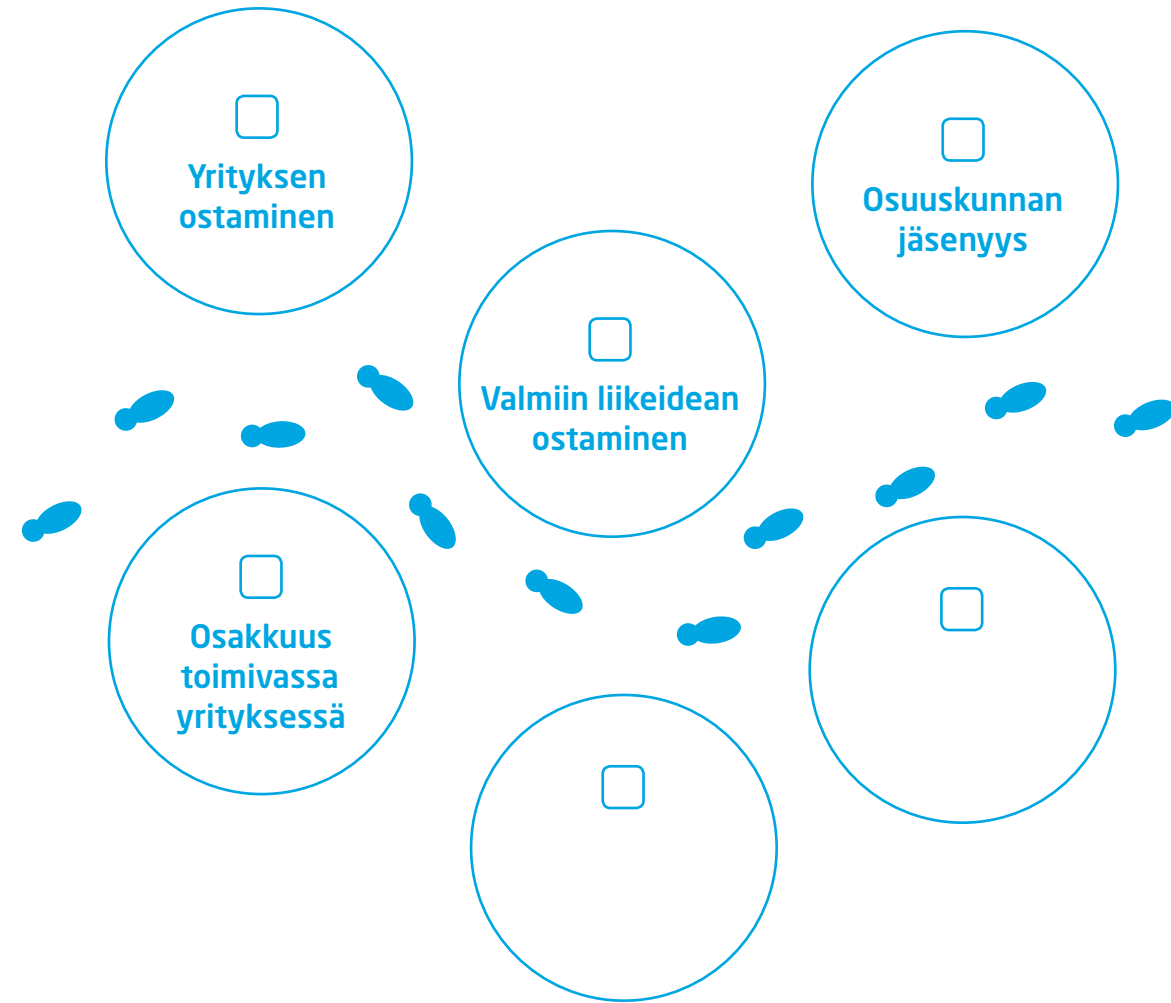 Yrityksen
ostaminen
Osuuskunnan
jäsenyys
Valmiin liikeidean
ostaminen
Osakkuus
toimivassa
yrityksessä